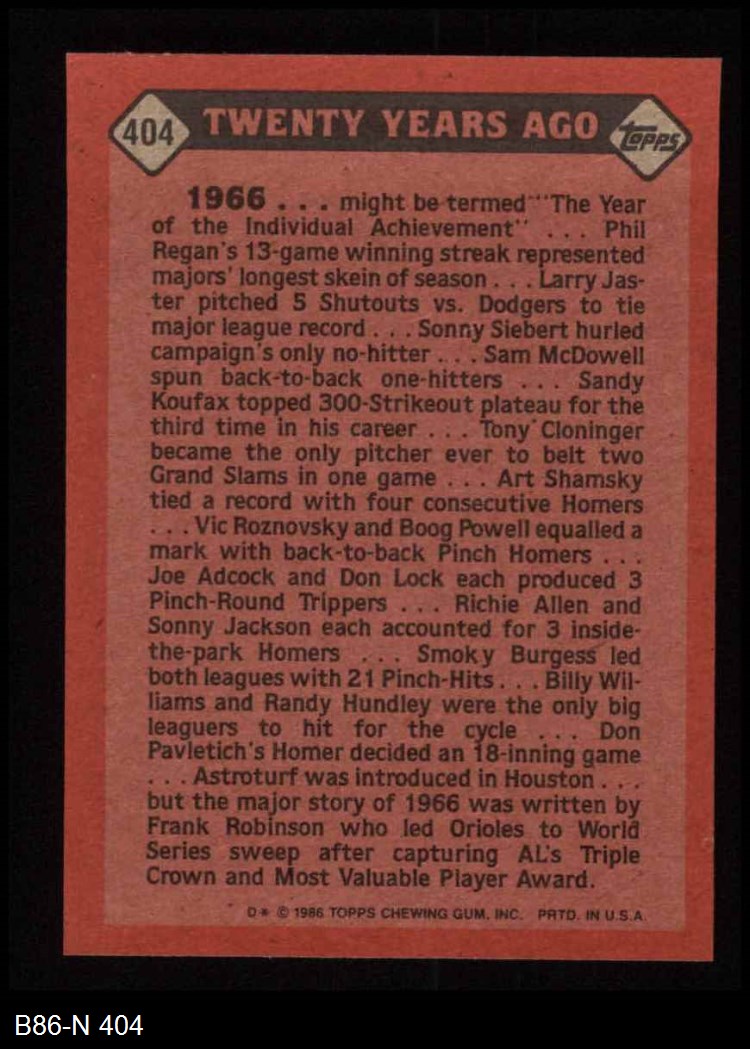 404 TWENTY YEARS AGO topps
1966 . . . might be termed "The Year
of the Individual Achievement" . . . Phil
Regan's 13-game winning streak represented
majors' longest skein of season . . . Larry Jas-
ter pitched 5 Shutouts vs. Dodgers to tie
major league record . . . Sonny Siebert hurled
campaign's only no-hitter . . . Sam McDowell
spun back-to-back one-hitters . . . Sandy
Koufax topped 300-Strikeout plateau for the
third time in his career . . . Tony Cloninger
became the only pitcher ever to belt two
Grand Slams in one game . . . Art Shamsky
tied a record with four consecutive Homers
. . . Vic Roznovsky and Boog Powell equalled a
mark with back-to-back Pinch Homers . . .
Joe Adcock and Don Lock each produced 3
Pinch-Round Trippers . . . Richie Allen and
Sonny Jackson each accounted for 3 inside-
the-park Homers . . . Smoky Burgess led
both leagues with 21 Pinch-Hits . . . Billy Wil-
liams and Randy Hundley were the only big
leaguers to hit for the cycle . . . Don
Pavletich's Homer decided an 18-inning game
. . . Astroturf was introduced in Houston . . .
but the major story of 1966 was written by
Frank Robinson who led Orioles to World
Series sweep after capturing AL's Triple
Crown and Most Valuable Player Award.
D* © 1986 TOPPS CHEWING GUM, INC. PRTD. IN U.S.A.
B86-N 404